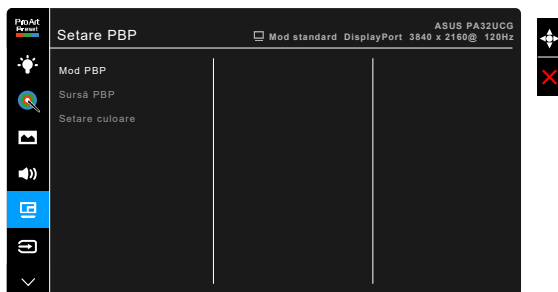 ProArt
Preset
Setare PBP
ASUS PA32UCG
Mod standard DisplayPort 3840 x 2160@ 120Hz
Mod PBP
Sursă PBP
Setare culoare